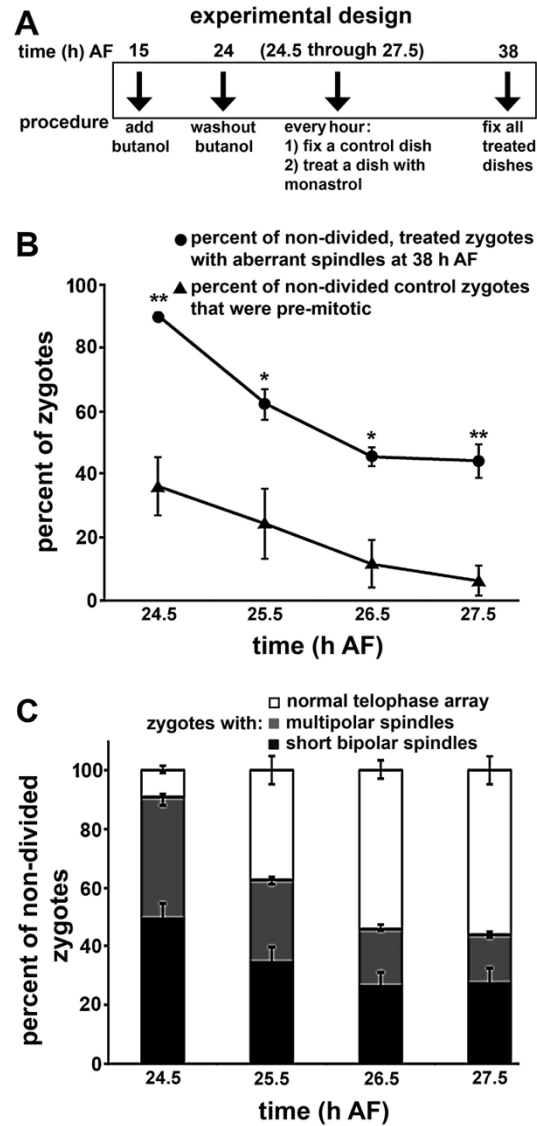 A
experimental design
time (h) AF 15 24 (24.5 through 27.5) 38
procedure
add
butanol
washout
butanol
every hour:
1) fix a control dish
2) treat a dish with
monastrol
fix all
treated
dishes
B
percent of non-divided, treated zygotes
with aberrant spindles at 38 h AF
percent of non-divided control zygotes
that were pre-mitotic
percent of zygotes
100
80
60
40
20
0
** * * **
24.5 25.5 26.5 27.5
time (h AF)
C
zygotes with:
normal telophase array
multipolar spindles
short bipolar spindles
percent of non-divided
zygotes
100
80
60
40
20
0
24.5 25.5 26.5 27.5
time (h AF)